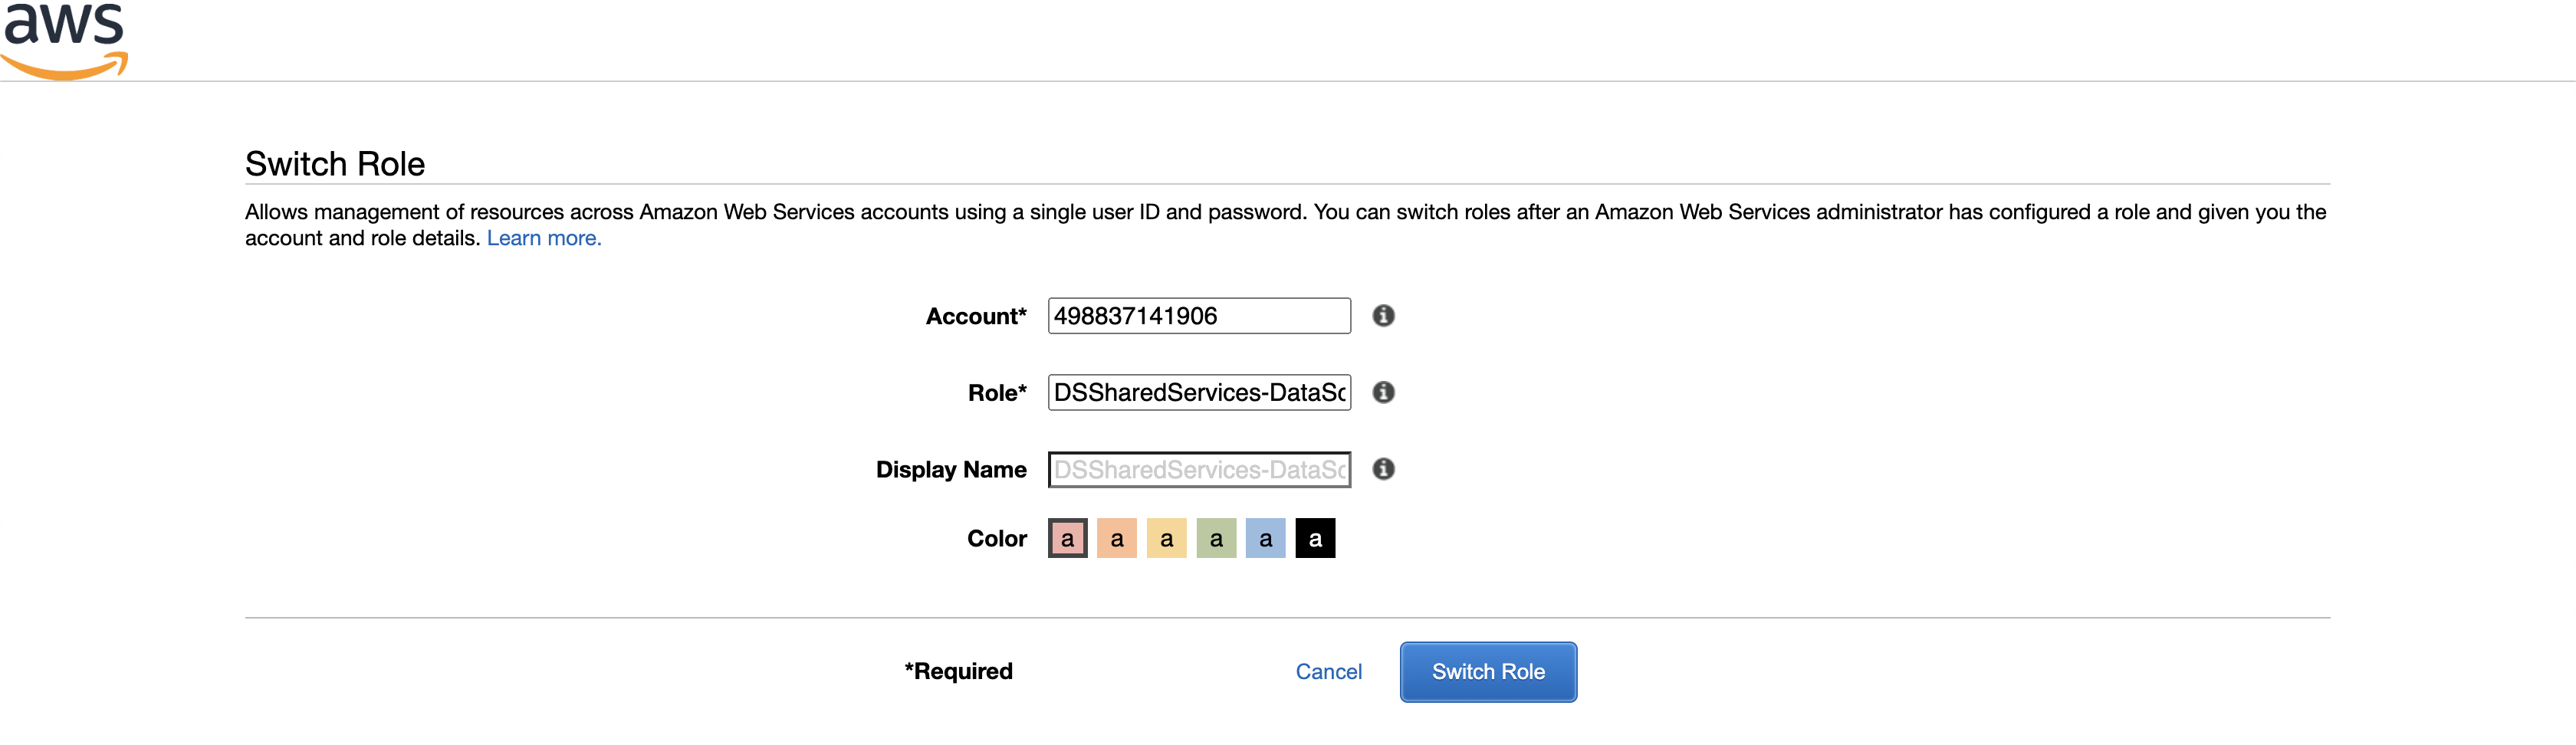 aws
Switch Role
Allows management of resources across Amazon Web Services accounts using a single user ID and password. You can switch roles after an Amazon Web Services administrator has configured a role and given you the
account and role details. Learn more.
Account* 498837141906 i
Role* DSSharedServices-DataSc i
Display Name DSSharedServices-DataSc i
Color a a a a a a
*Required Cancel Switch Role